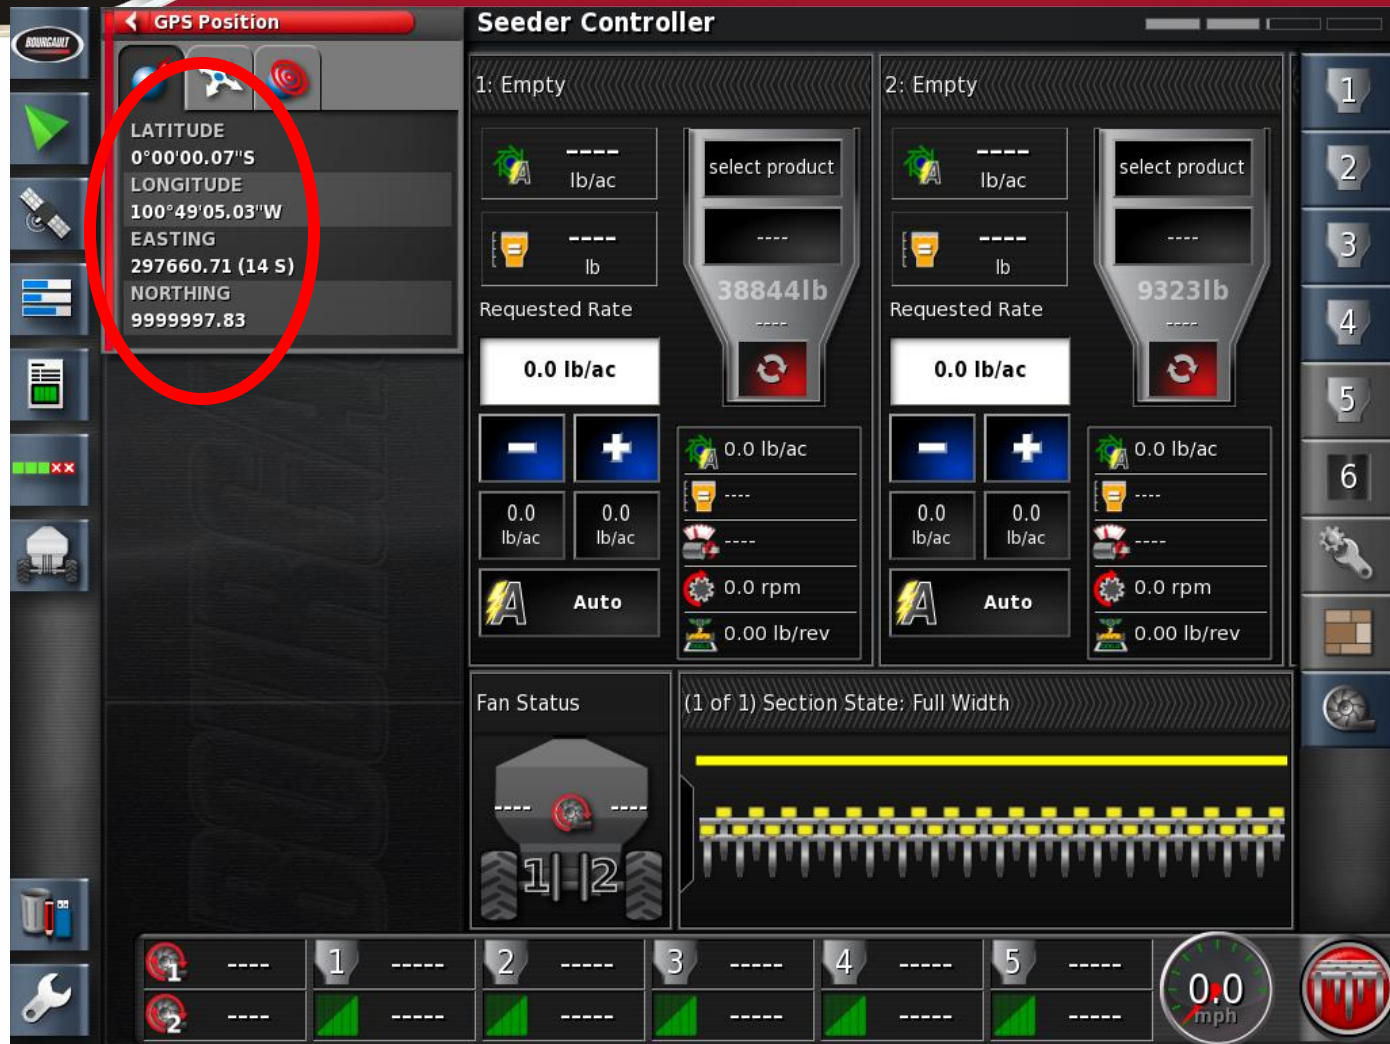 BOURGAULT
GPS Position
LATITUDE
0°00'00.07"S
LONGITUDE
100°49'05.03"W
EASTING
297660.71 (14 S)
NORTHING
9999997.83
Seeder Controller
1: Empty
----
lb/ac
----
lb
select product
----
38844lb
----
Requested Rate
0.0 lb/ac
0.0
lb/ac
0.0
lb/ac
A Auto
0.0 lb/ac
----
----
0.0 rpm
0.00 lb/rev
2: Empty
----
lb/ac
----
lb
select product
----
9323lb
----
Requested Rate
0.0 lb/ac
0.0
lb/ac
0.0
lb/ac
A Auto
0.0 lb/ac
----
----
0.0 rpm
0.00 lb/rev
1
2
3
4
5
6
Fan Status
---- ----
1 2
(1 of 1) Section State: Full Width
BOURGAULT
1 ---- 1 ----- 2 ----- 3 ----- 4 ----- 5 -----
2 ---- ----- ----- ----- ----- -----
0.0
mph